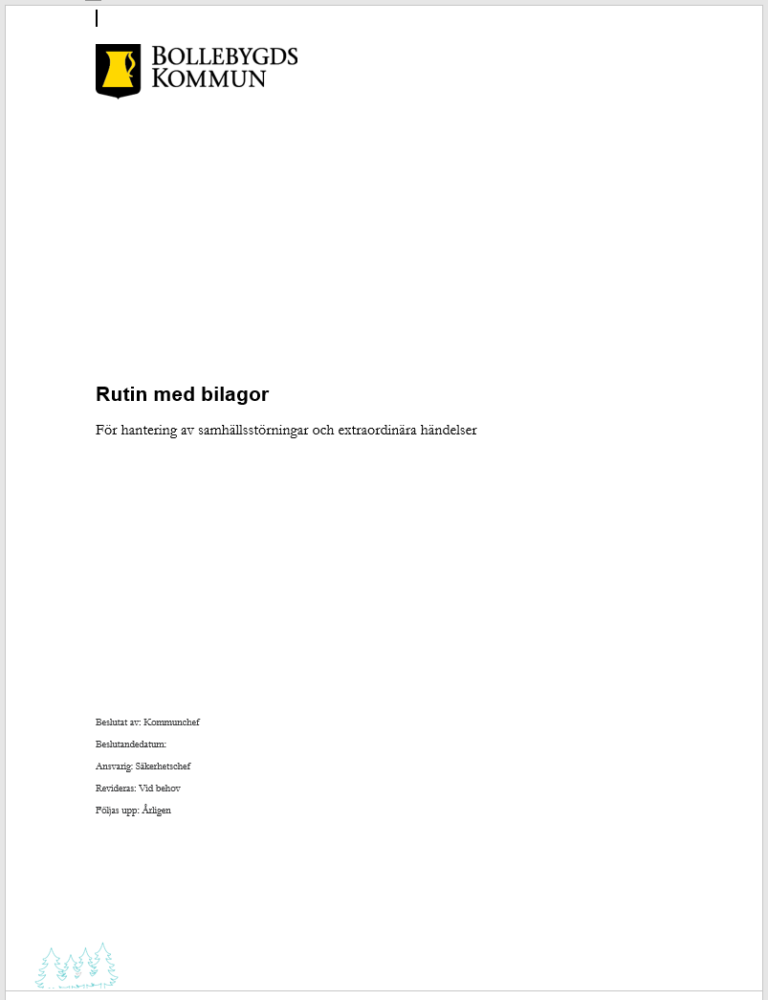 BOLLEBYGDS
KOMMUN
Rutin med bilagor
För hantering av samhällsstörningar och extraordinära händelser
Beslutat av: Kommunchef
Beslutandedatum:
Ansvarig: Säkerhetschef
Revideras: Vid behov
Följas upp: Årligen